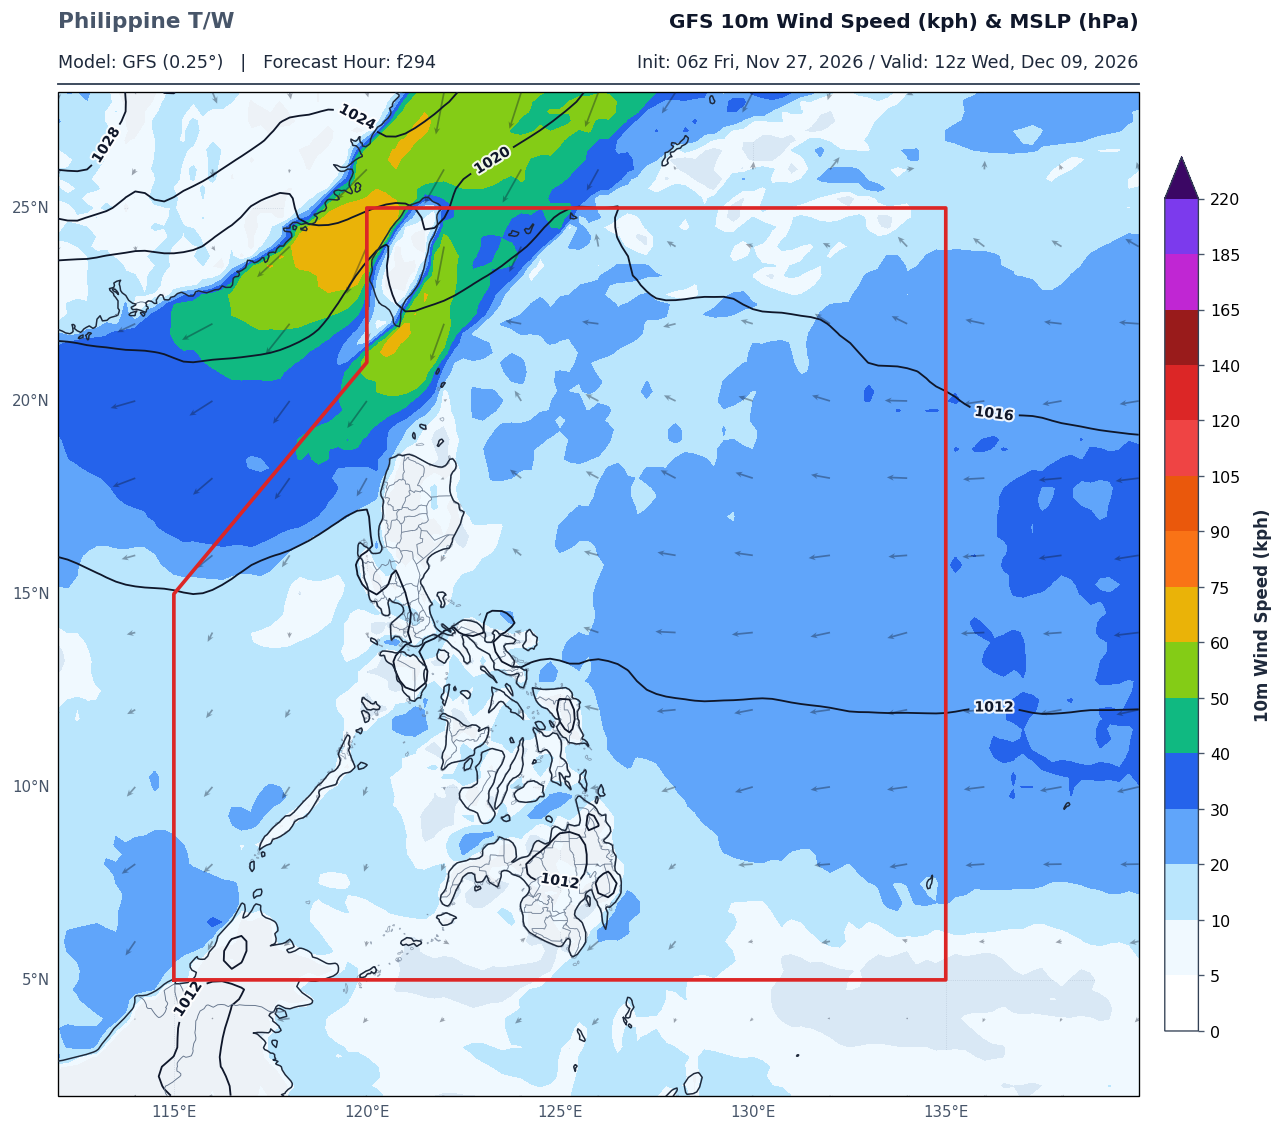 Philippine T/W
GFS 10m Wind Speed (kph) & MSLP (hPa)
Model: GFS (0.25°)   |   Forecast Hour: f294
Init: 06z Fri, Nov 27, 2026 / Valid: 12z Wed, Dec 09, 2026
1028
1024
1020
1016
1012
1012
1012
25°N
20°N
15°N
10°N
5°N
115°E
120°E
125°E
130°E
135°E
220
185
165
140
120
105
90
75
60
50
40
30
20
10
5
0
10m Wind Speed (kph)